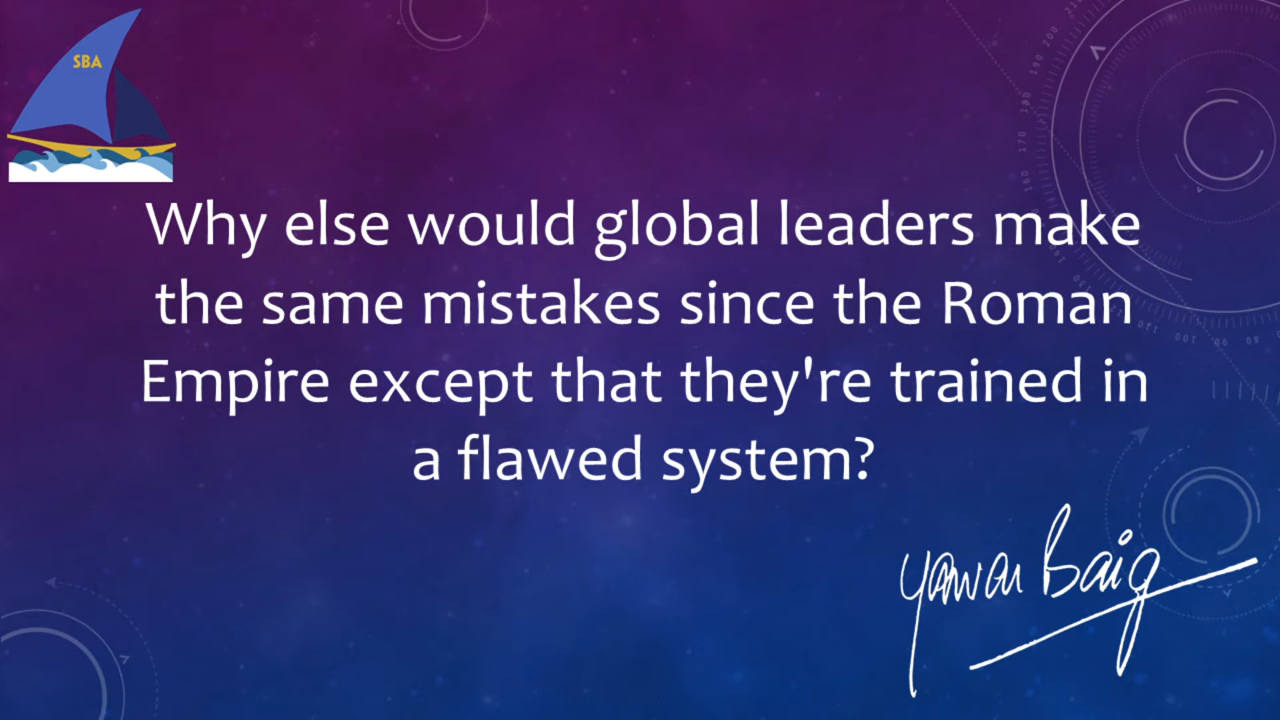 SBA
Why else would global leaders make
the same mistakes since the Roman
Empire except that they're trained in
a flawed system?
yawar Baig